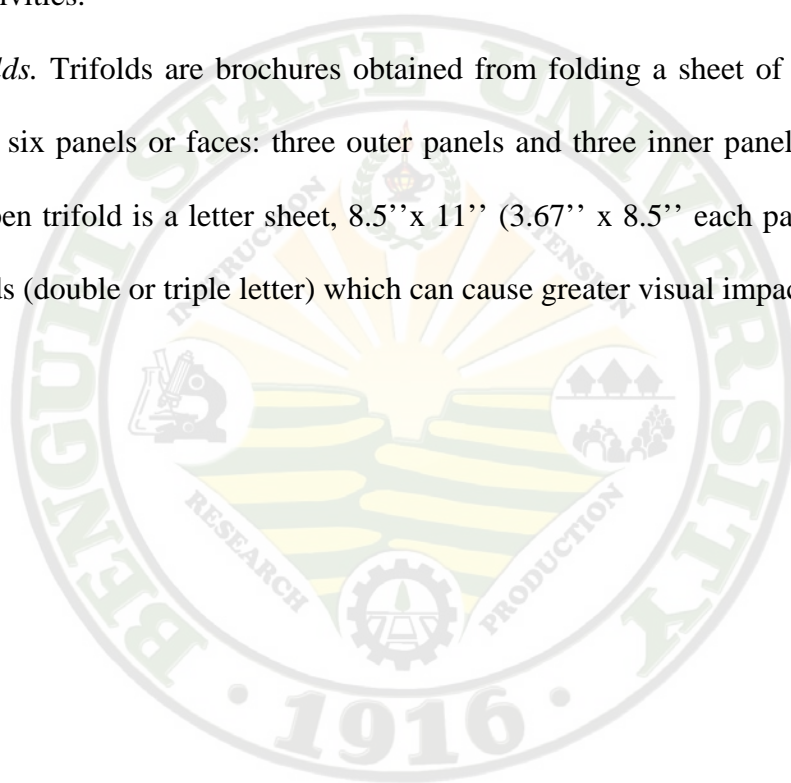 vities.
lds. Trifolds are brochures obtained from folding a sheet of
six panels or faces: three outer panels and three inner panel
pen trifold is a letter sheet, 8.5’’x 11’’ (3.67’’ x 8.5’’ each pa
ls (double or triple letter) which can cause greater visual impac
BENGUET STATE UNIVERSITY
INSTRUCTION
EXTENSION
RESEARCH
PRODUCTION
1916